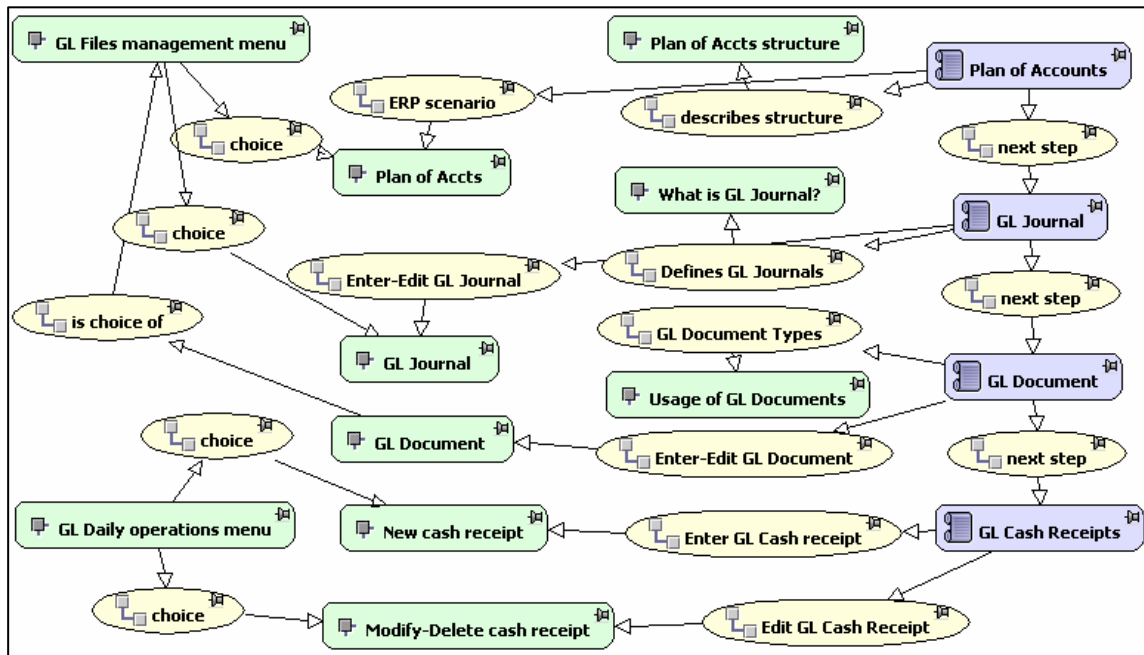 GL Files management menu
Plan of Accts structure
Plan of Accounts
ERP scenario
describes structure
choice
next step
Plan of Accts
What is GL Journal?
choice
GL Journal
Enter-Edit GL Journal
Defines GL Journals
is choice of
next step
GL Document Types
GL Journal
GL Document
Usage of GL Documents
choice
GL Document
Enter-Edit GL Document
next step
GL Daily operations menu
New cash receipt
Enter GL Cash receipt
GL Cash Receipts
choice
Modify-Delete cash receipt
Edit GL Cash Receipt